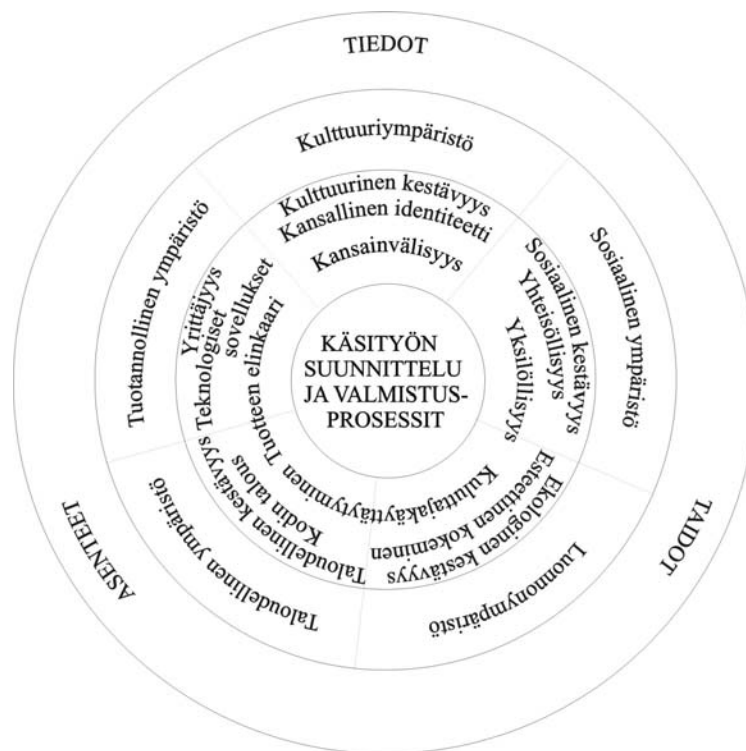 TIEDOT
Kulttuuriympäristö
Kulttuurinen kestävyys
Kansallinen identiteetti
Kansainvälisyys
Sosiaalinen ympäristö
Sosiaalinen kestävyys
Yhteisöllisyys
Yksilöllisyys
TAIDOT
Luonnonympäristö
Ekologinen kestävyys
Esteettinen kokeminen
Kuluttajakäyttäytyminen
Taloudellinen ympäristö
Taloudellinen kestävyys
Kodin talous
ASENTEET
Tuotannollinen ympäristö
Yrittäjyys
Teknologiset
sovellukset
Tuotteen elinkaari
KÄSITYÖN
SUUNNITTELU
JA VALMISTUS-
PROSESSIT